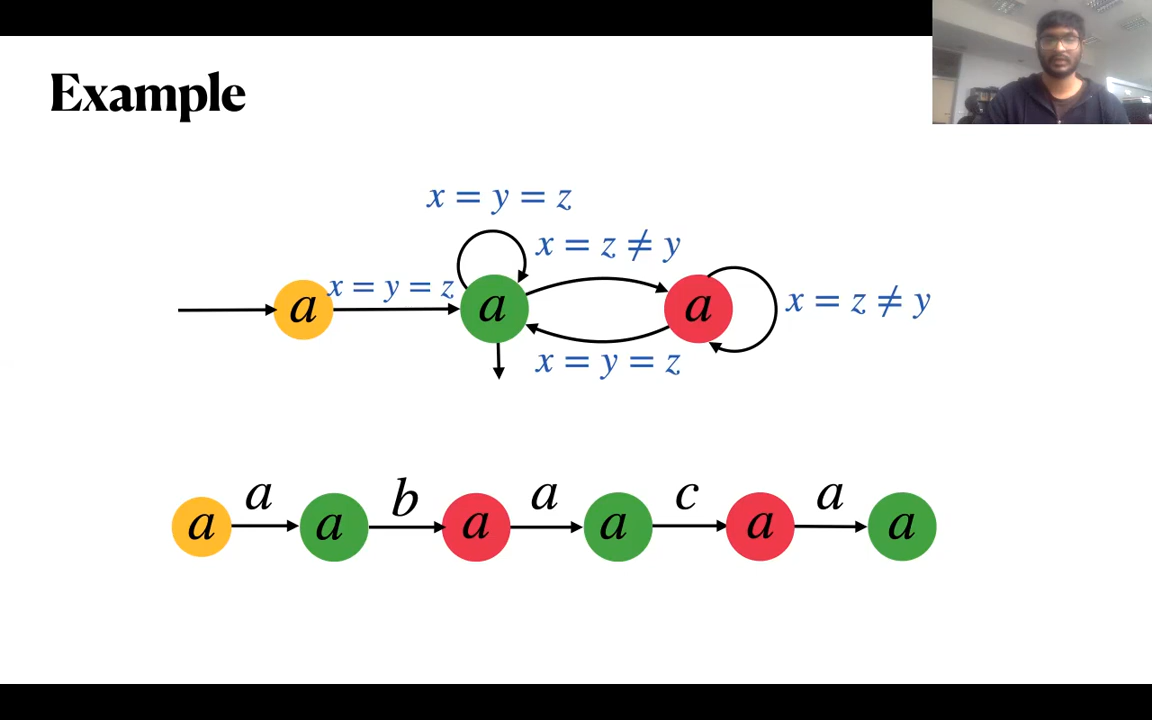 Example
x = y = z
x = z ≠ y
x = y = z
a
a
a
x = z ≠ y
x = y = z
a b a c a
a a a a a a